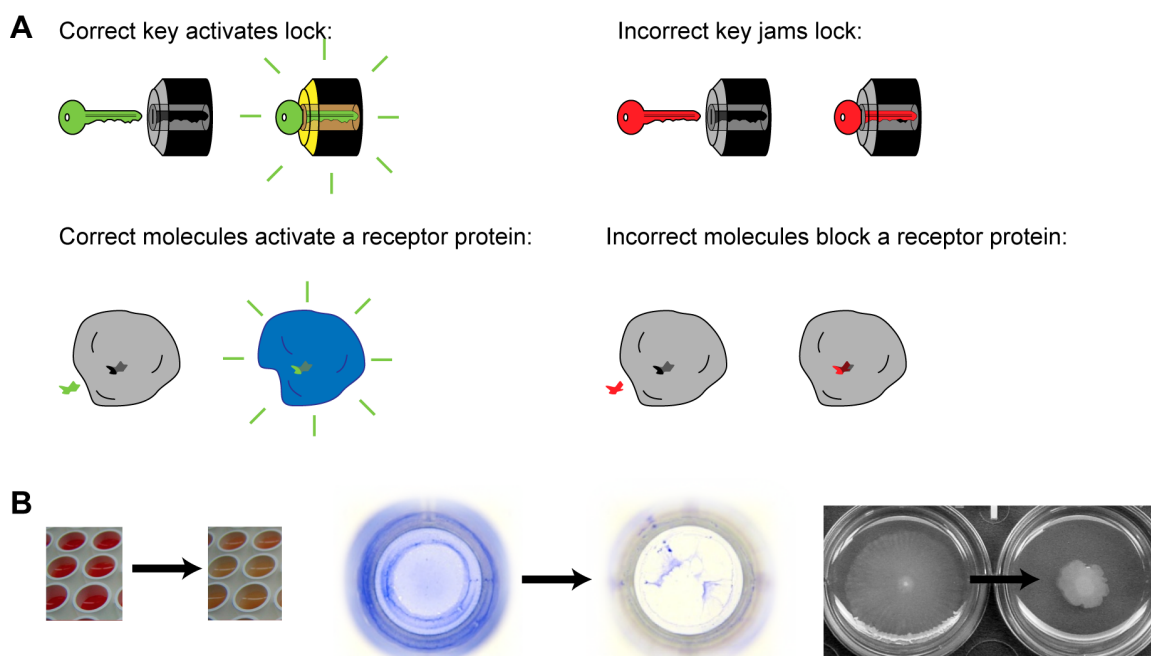 A
Correct key activates lock:
Incorrect key jams lock:
Correct molecules activate a receptor protein:
Incorrect molecules block a receptor protein:
B